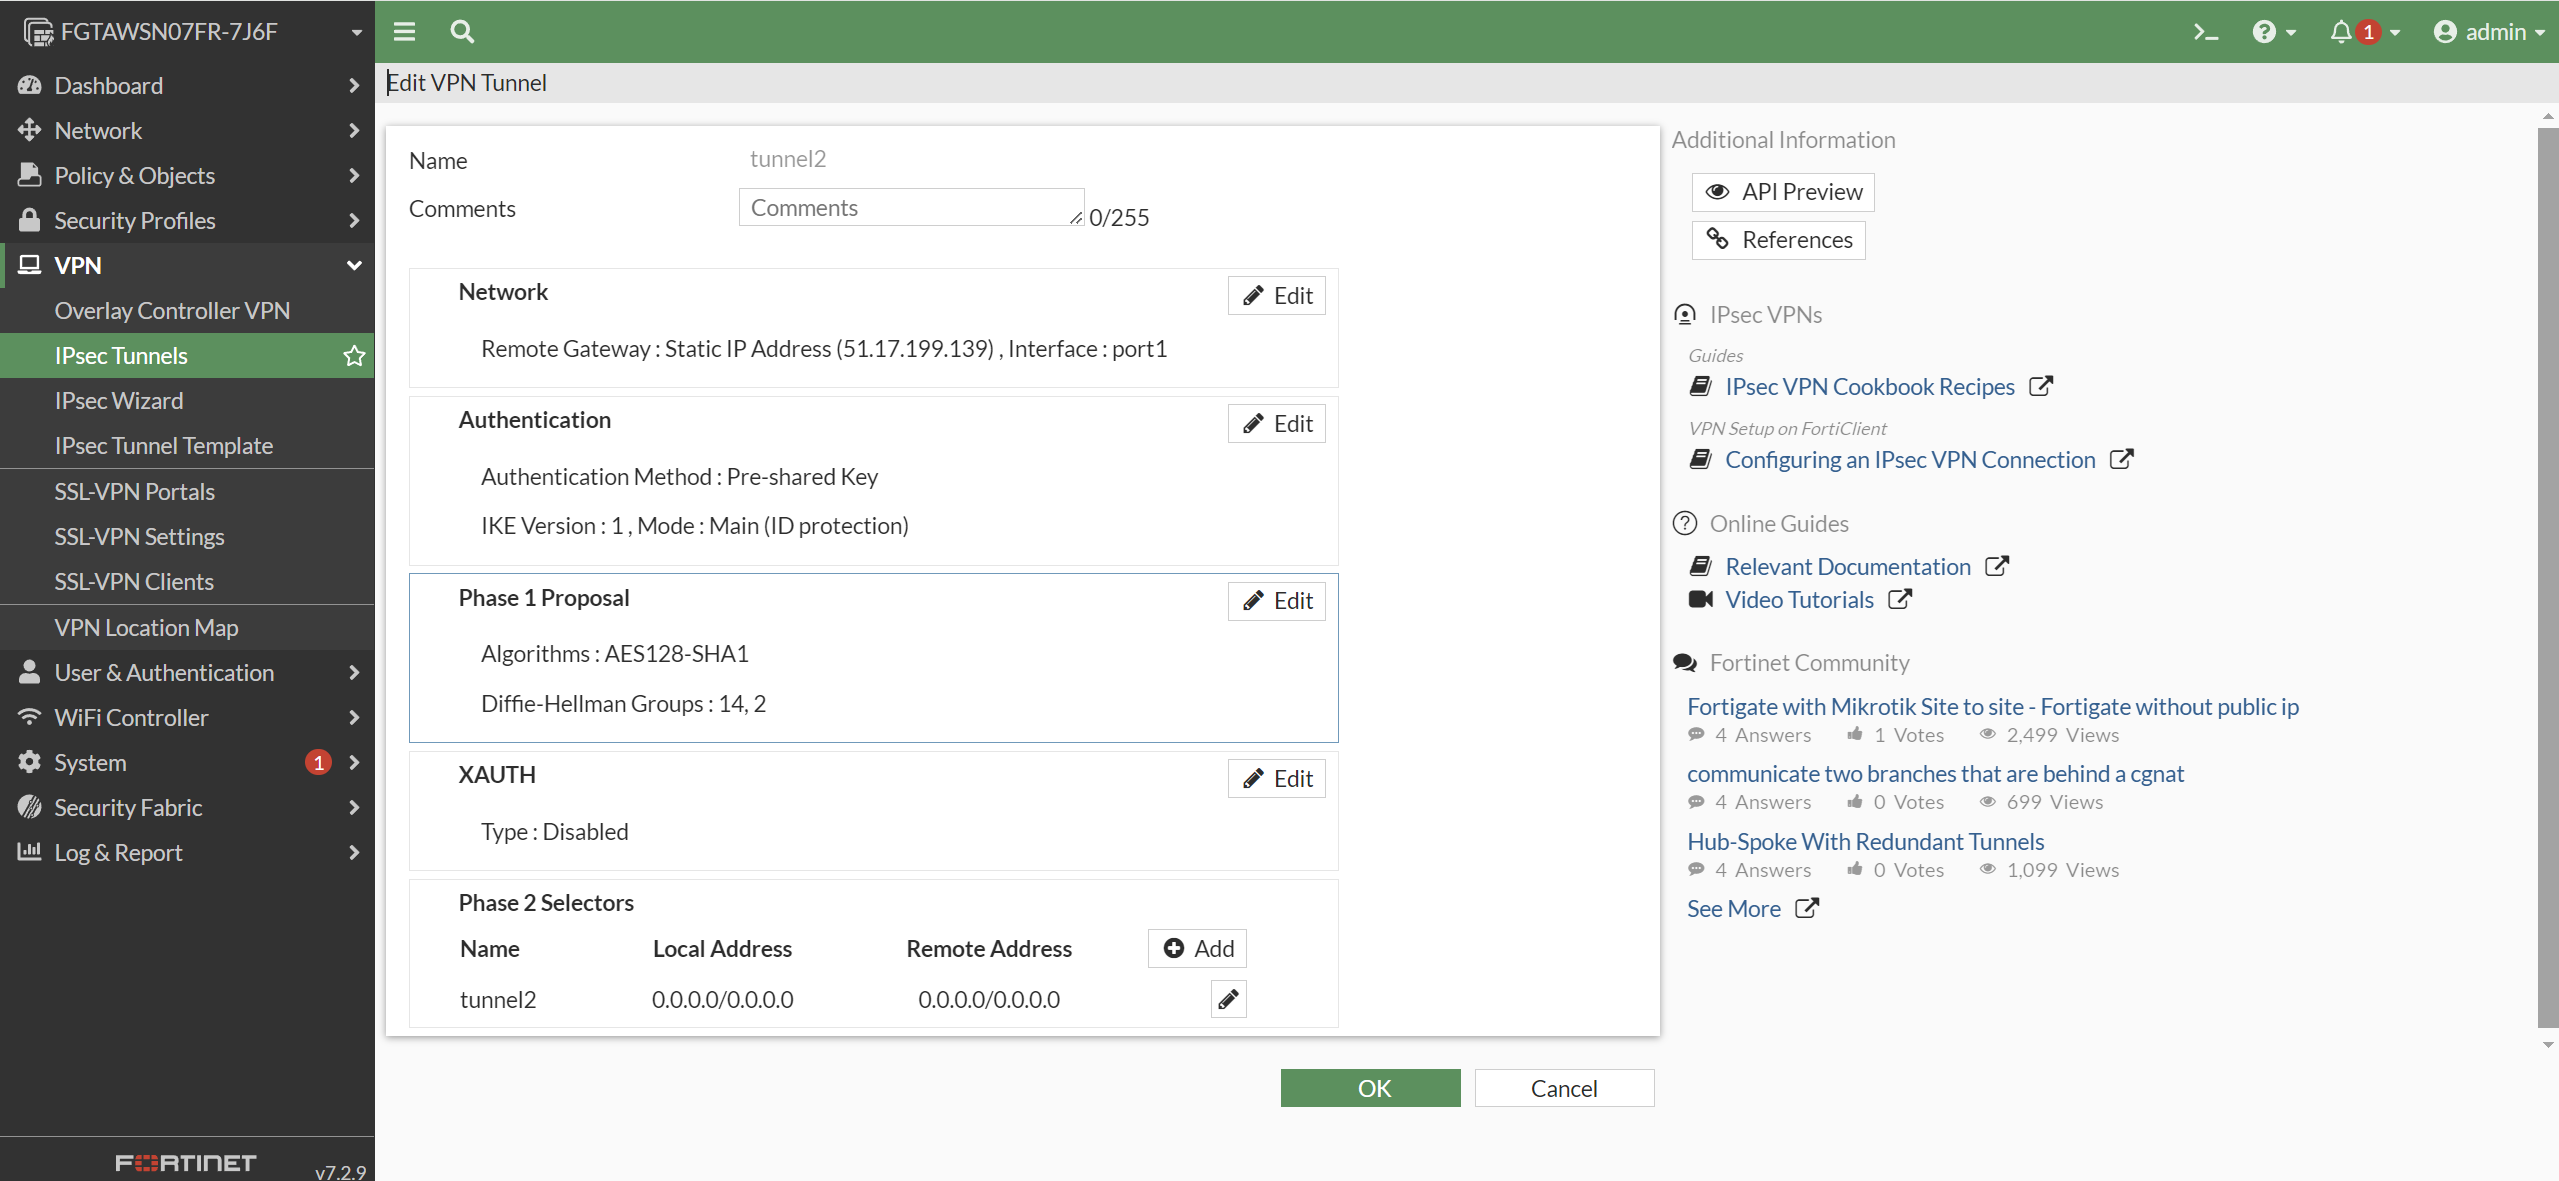 FGTAWSN07FR-7J6F
1
admin
Dashboard
Network
Policy & Objects
Security Profiles
VPN
Overlay Controller VPN
IPsec Tunnels
IPsec Wizard
IPsec Tunnel Template
SSL-VPN Portals
SSL-VPN Settings
SSL-VPN Clients
VPN Location Map
User & Authentication
WiFi Controller
System 1
Security Fabric
Log & Report
FORTINET
v7.2.9
Edit VPN Tunnel
Name tunnel2
Comments Comments 0/255
Network Edit
Remote Gateway : Static IP Address (51.17.199.139) , Interface : port1
Authentication Edit
Authentication Method : Pre-shared Key
IKE Version : 1 , Mode : Main (ID protection)
Phase 1 Proposal Edit
Algorithms : AES128-SHA1
Diffie-Hellman Groups : 14, 2
XAUTH Edit
Type : Disabled
Phase 2 Selectors
Name Local Address Remote Address Add
tunnel2 0.0.0.0/0.0.0.0 0.0.0.0/0.0.0.0
OK Cancel
Additional Information
API Preview
References
IPsec VPNs
Guides
IPsec VPN Cookbook Recipes
VPN Setup on FortiClient
Configuring an IPsec VPN Connection
Online Guides
Relevant Documentation
Video Tutorials
Fortinet Community
Fortigate with Mikrotik Site to site - Fortigate without public ip
4 Answers 1 Votes 2,499 Views
communicate two branches that are behind a cgnat
4 Answers 0 Votes 699 Views
Hub-Spoke With Redundant Tunnels
4 Answers 0 Votes 1,099 Views
See More